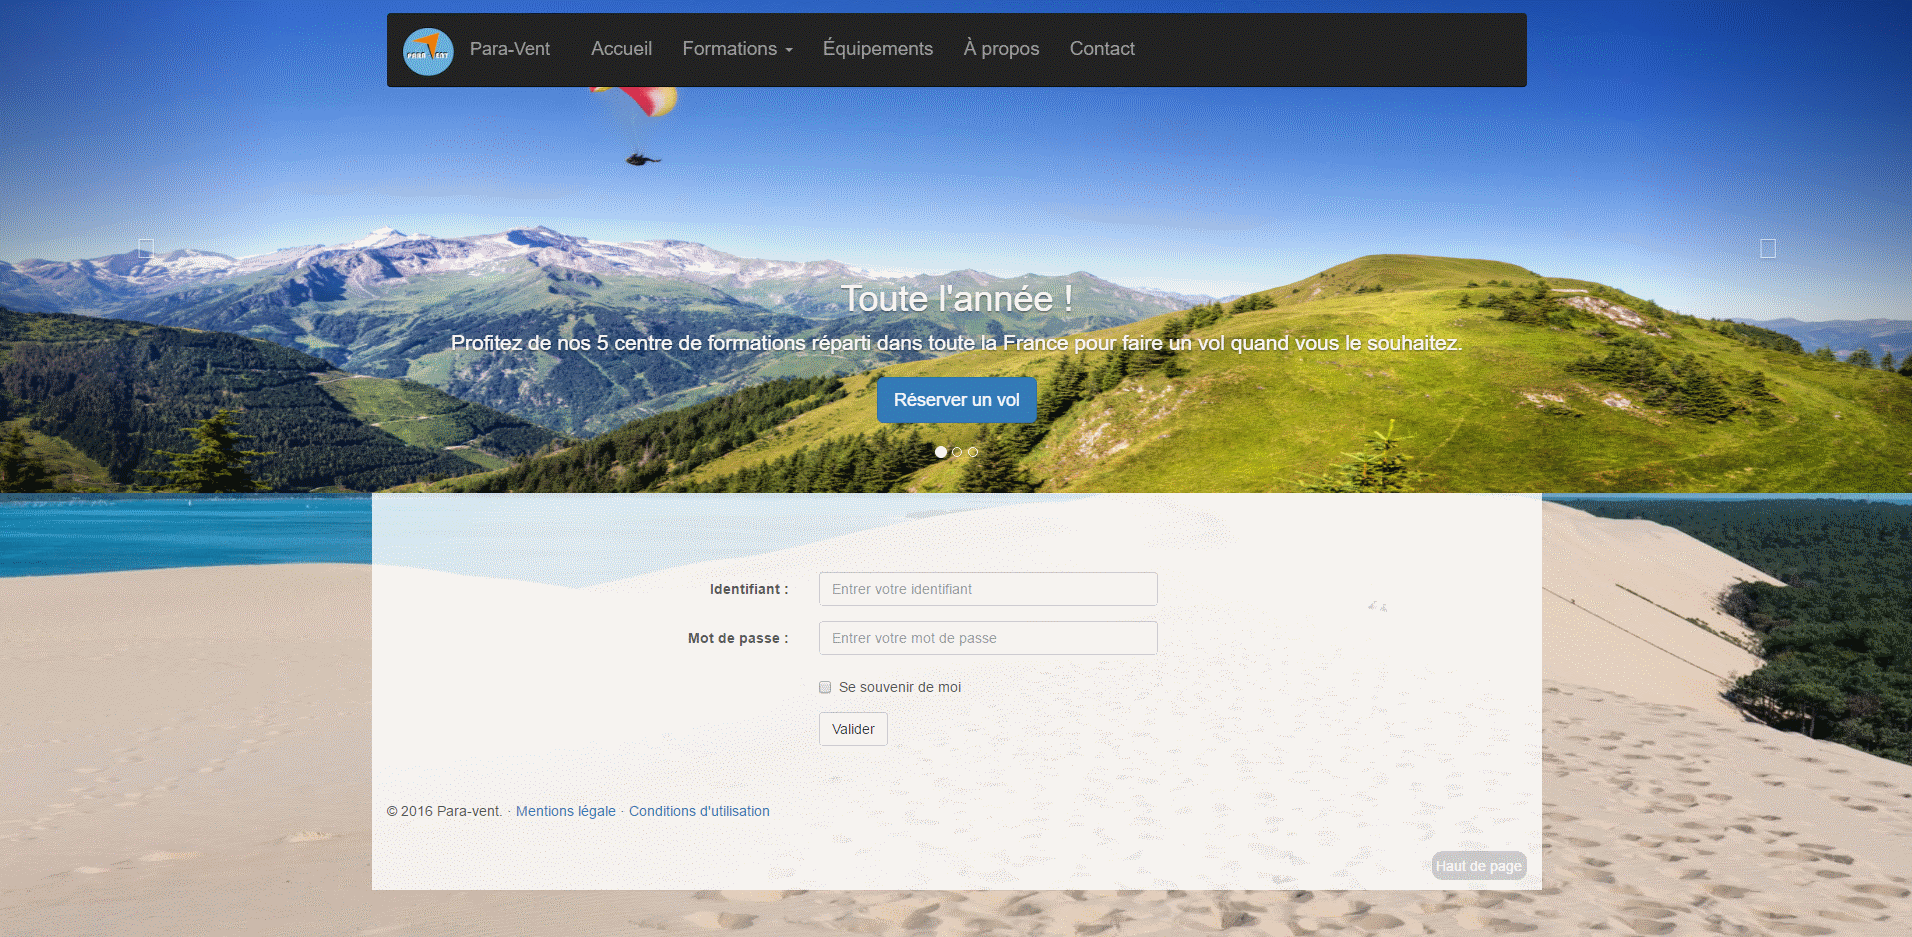 PARA VENT
Para-Vent Accueil Formations Équipements À propos Contact
Toute l'année !
Profitez de nos 5 centre de formations réparti dans toute la France pour faire un vol quand vous le souhaitez.
Réserver un vol
Identifiant : Entrer votre identifiant
Mot de passe : Entrer votre mot de passe
Se souvenir de moi
Valider
© 2016 Para-vent. · Mentions légale · Conditions d'utilisation
Haut de page